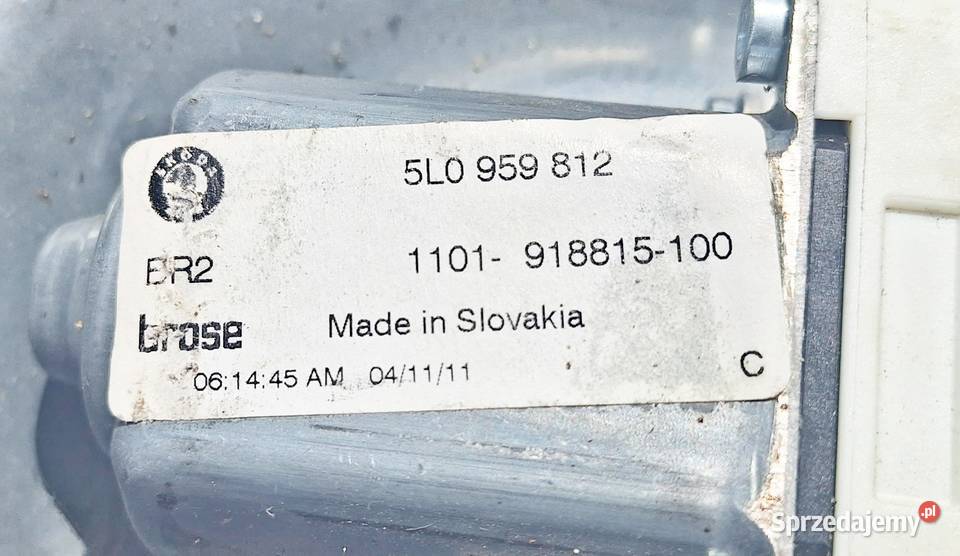 SKODA
5L0 959 812
BR2
1101- 918815-100
brose
Made in Slovakia
06:14:45 AM 04/11/11
C
Sprzedajemy.pl